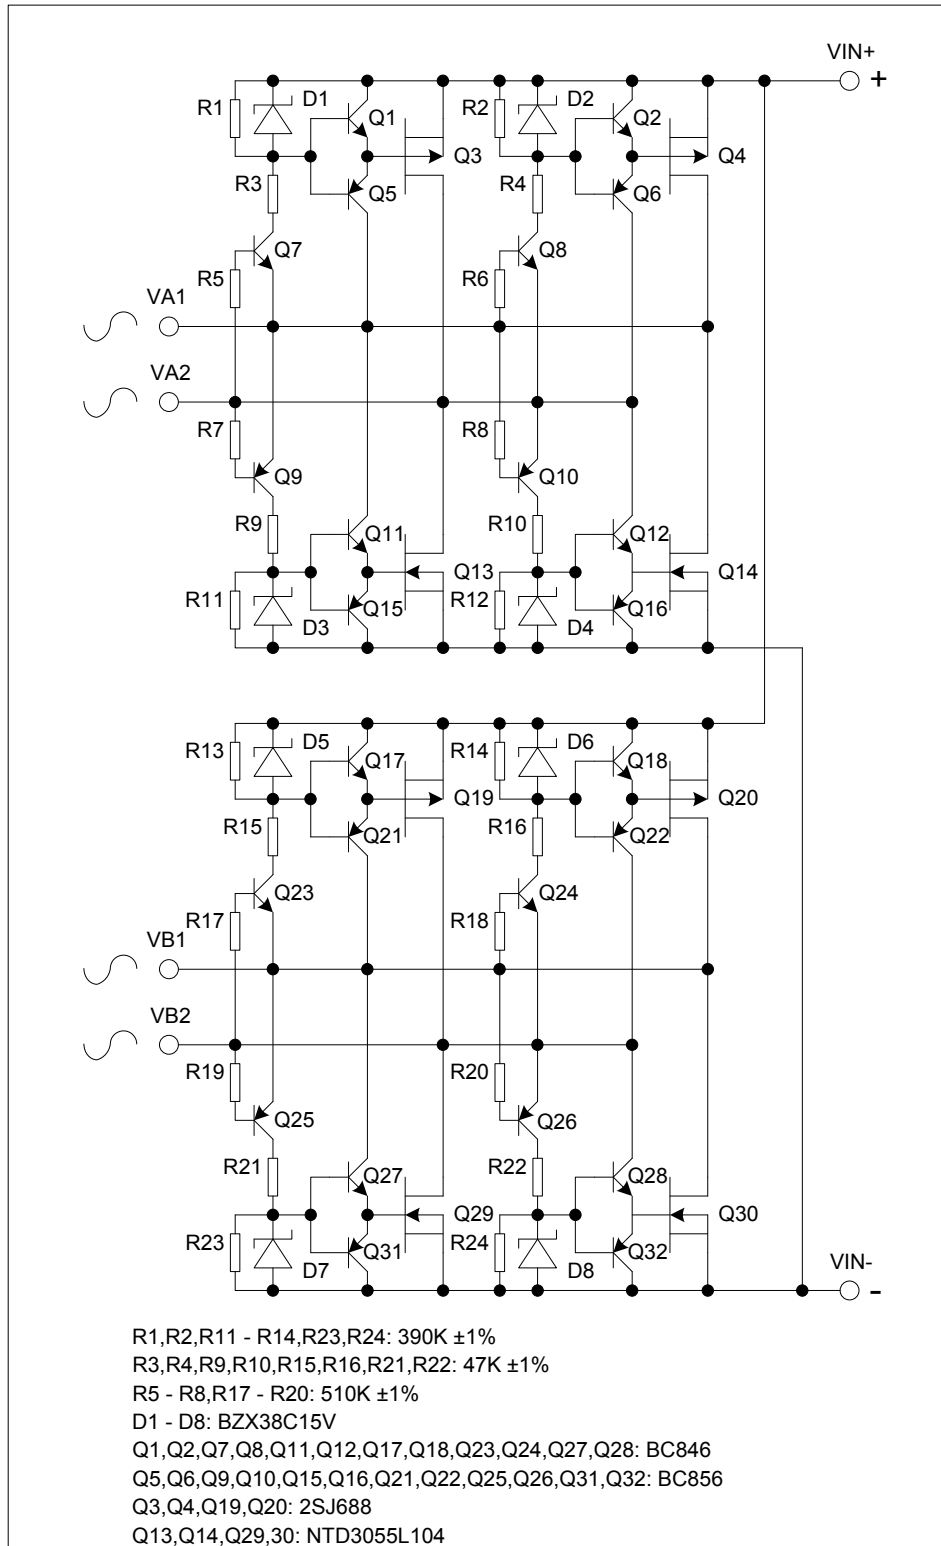 VIN+
+
R1 D1 Q1 R2 D2 Q2
Q3 Q4
R3 Q5 R4 Q6
Q7 Q8
R5 R6
VA1
VA2
R7 R8
Q9 Q10
R9 Q11 R10 Q12
Q13 Q14
R11 Q15 R12 Q16
D3 D4
R13 D5 Q17 R14 D6 Q18
Q19 Q20
R15 Q21 R16 Q22
Q23 Q24
R17 R18
VB1
VB2
R19 R20
Q25 Q26
R21 Q27 R22 Q28
Q29 Q30
R23 Q31 R24 Q32
D7 D8
VIN-
-
R1,R2,R11 - R14,R23,R24: 390K ±1%
R3,R4,R9,R10,R15,R16,R21,R22: 47K ±1%
R5 - R8,R17 - R20: 510K ±1%
D1 - D8: BZX38C15V
Q1,Q2,Q7,Q8,Q11,Q12,Q17,Q18,Q23,Q24,Q27,Q28: BC846
Q5,Q6,Q9,Q10,Q15,Q16,Q21,Q22,Q25,Q26,Q31,Q32: BC856
Q3,Q4,Q19,Q20: 2SJ688
Q13,Q14,Q29,30: NTD3055L104